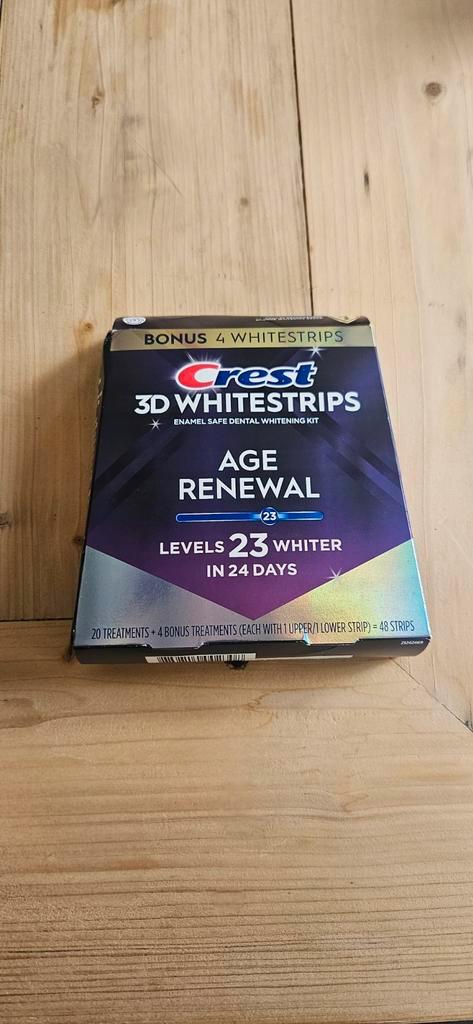 BONUS 4 WHITESTRIPS
Crest
3D WHITESTRIPS
ENAMEL SAFE DENTAL WHITENING KIT
AGE
RENEWAL
23
LEVELS 23 WHITER
IN 24 DAYS
20 TREATMENTS + 4 BONUS TREATMENTS (EACH WITH 1 UPPER/1 LOWER STRIP) = 48 STRIPS